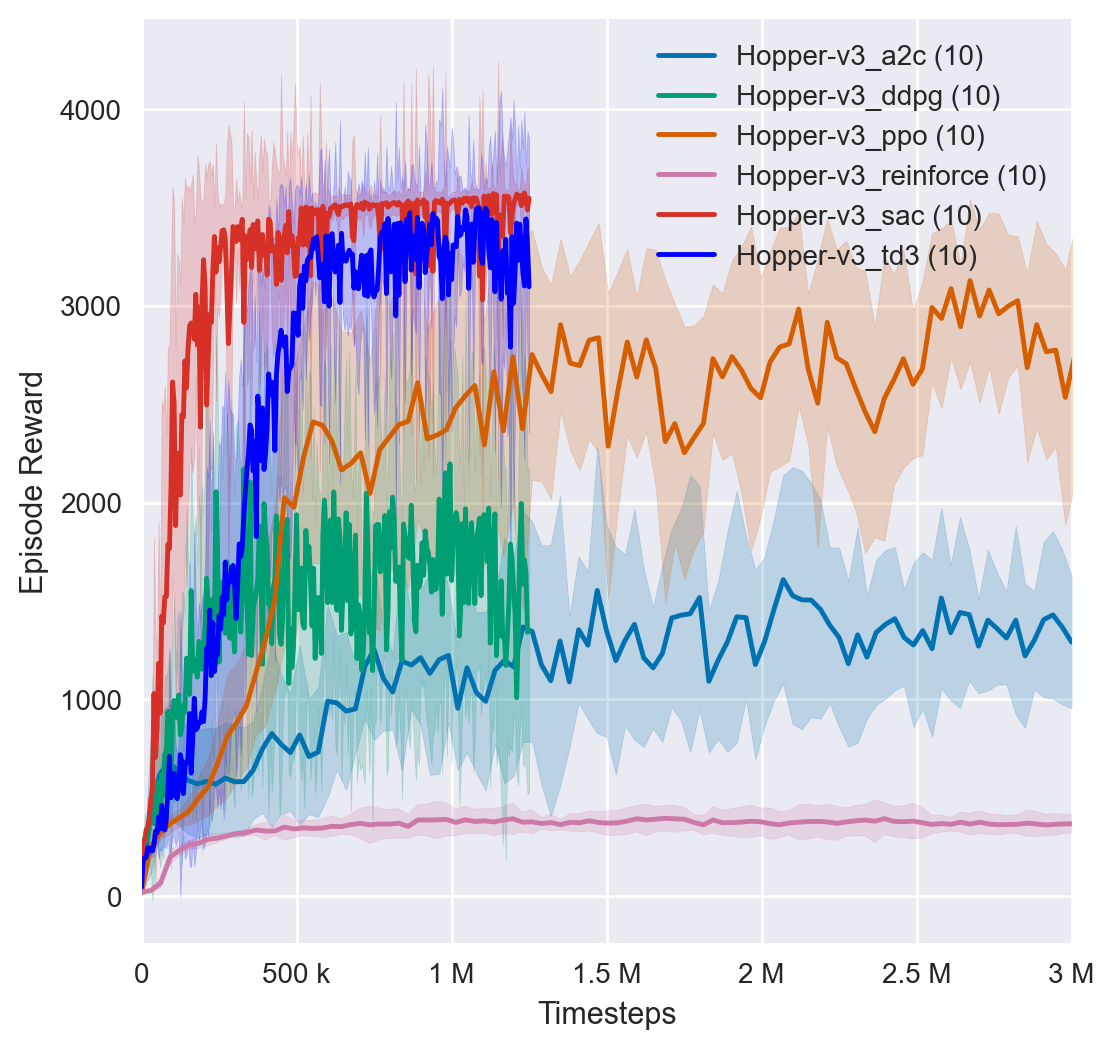 Hopper-v3_a2c (10)
Hopper-v3_ddpg (10)
Hopper-v3_ppo (10)
Hopper-v3_reinforce (10)
Hopper-v3_sac (10)
Hopper-v3_td3 (10)
Episode Reward
4000
3000
2000
1000
0
0 500 k 1 M 1.5 M 2 M 2.5 M 3 M
Timesteps